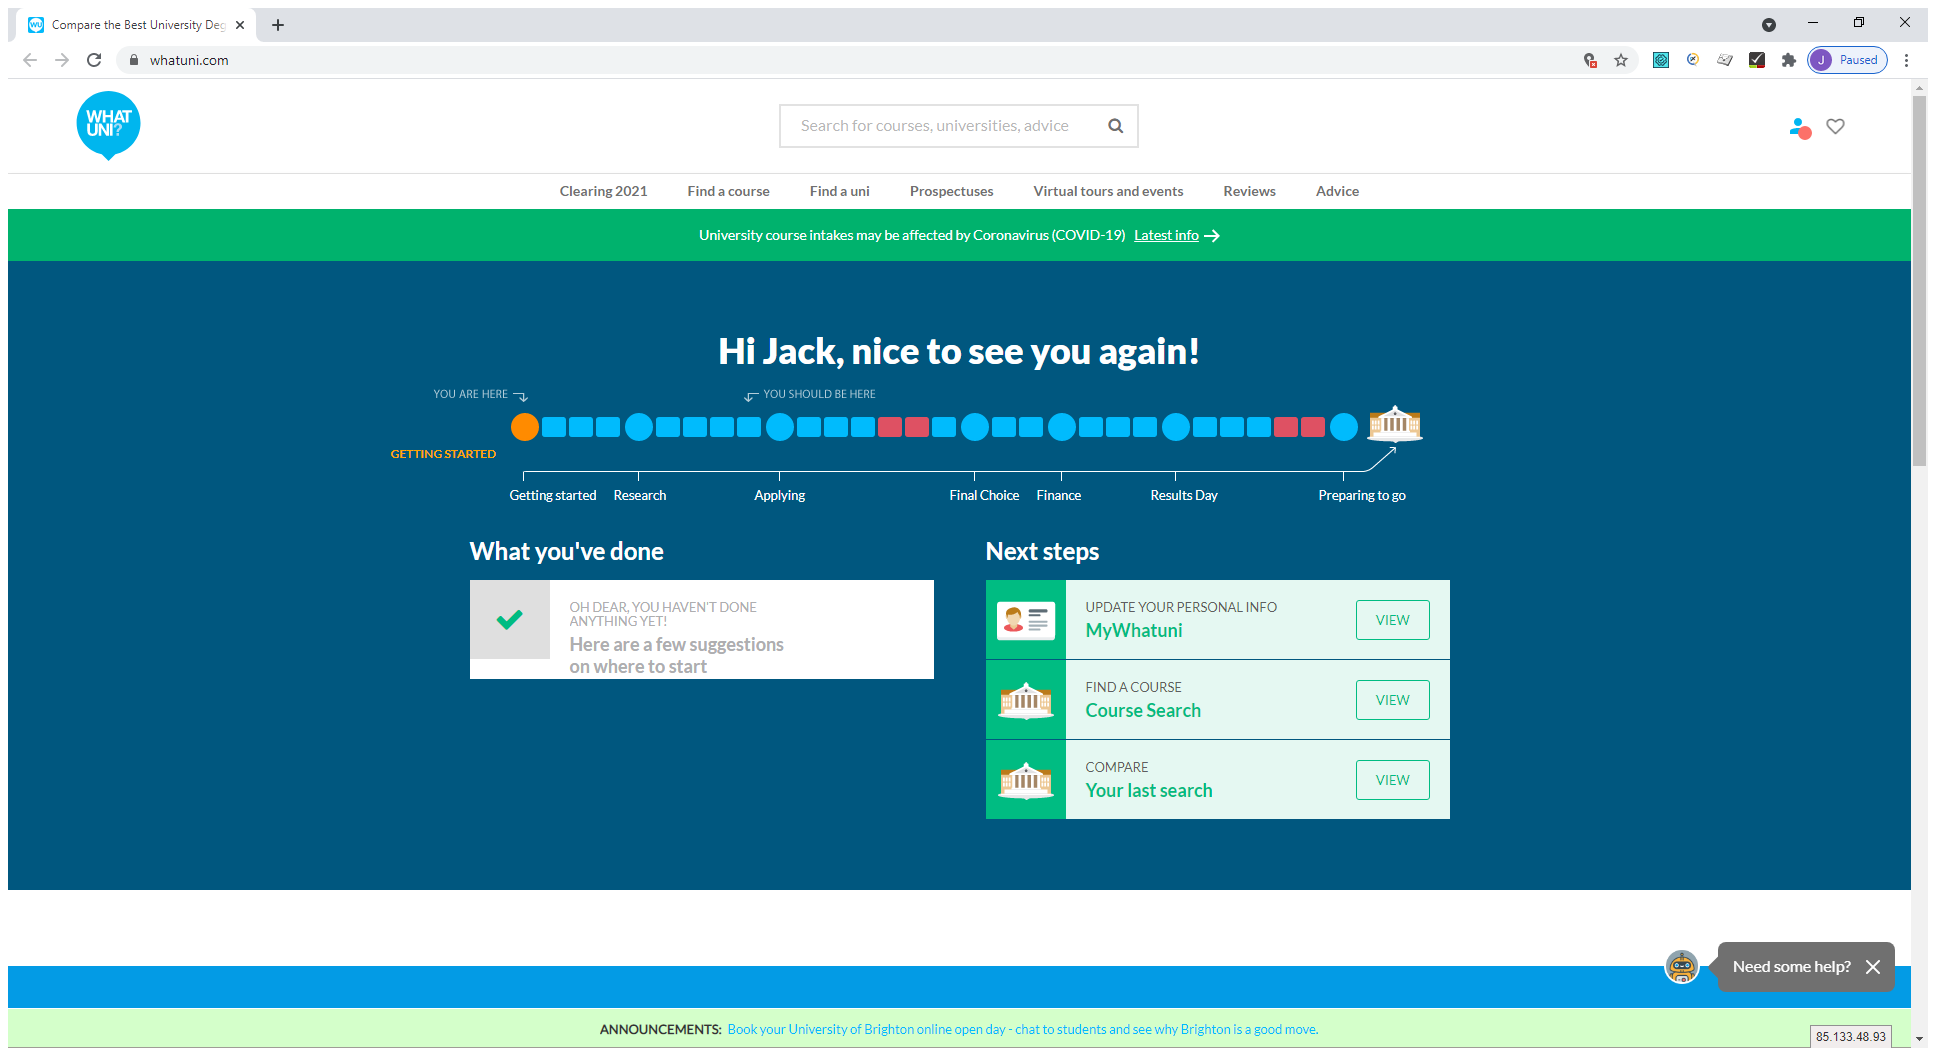 Compare the Best University Deg
whatuni.com
J Paused
WHAT
UNI?
Search for courses, universities, advice
Clearing 2021 Find a course Find a uni Prospectuses Virtual tours and events Reviews Advice
University course intakes may be affected by Coronavirus (COVID-19) Latest info
Hi Jack, nice to see you again!
YOU ARE HERE YOU SHOULD BE HERE
GETTING STARTED
Getting started Research Applying Final Choice Finance Results Day Preparing to go
What you've done
OH DEAR, YOU HAVEN'T DONE
ANYTHING YET!
Here are a few suggestions
on where to start
Next steps
UPDATE YOUR PERSONAL INFO
MyWhatuni
VIEW
FIND A COURSE
Course Search
VIEW
COMPARE
Your last search
VIEW
Need some help?
ANNOUNCEMENTS: Book your University of Brighton online open day - chat to students and see why Brighton is a good move.
85.133.48.93